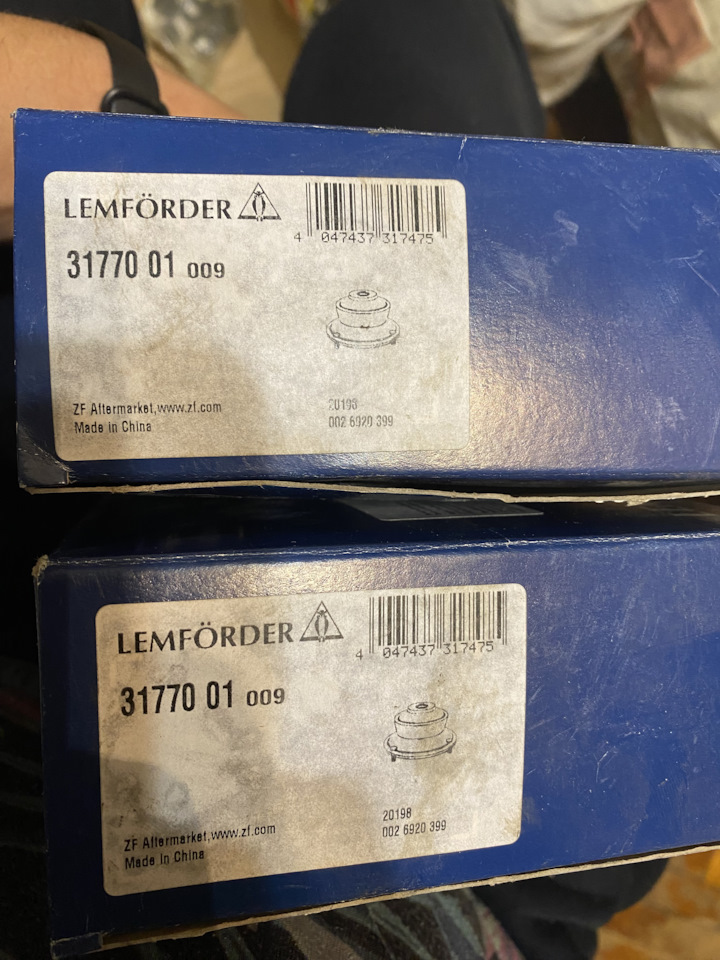 LEMFÖRDER
4 047437 317475
31770 01 009
ZF Aftermarket,www.zf.com
Made in China
20198
002 6920 399
LEMFÖRDER
4 047437 317475
31770 01 009
ZF Aftermarket,www.zf.com
Made in China
20198
002 6920 399